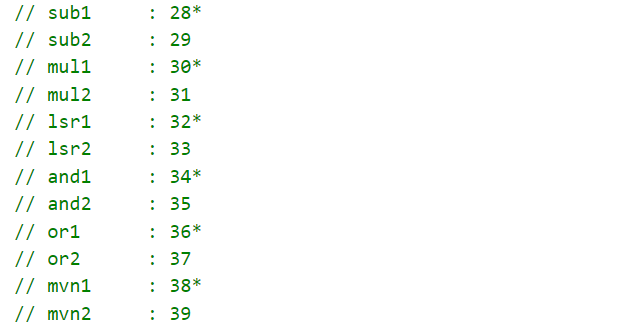 // sub1     : 28*
// sub2     : 29
// mul1     : 30*
// mul2     : 31
// lsr1     : 32*
// lsr2     : 33
// and1     : 34*
// and2     : 35
// or1      : 36*
// or2      : 37
// mvn1     : 38*
// mvn2     : 39